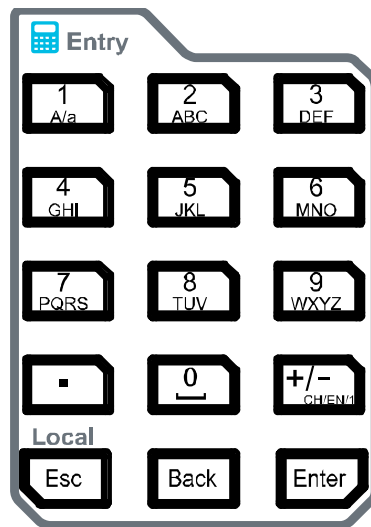 Entry
1 2 3
A/a ABC DEF
4 5 6
GHI JKL MNO
7 8 9
PQRS TUV WXYZ
. 0 +/-
CH/EN/1
Local
Esc Back Enter